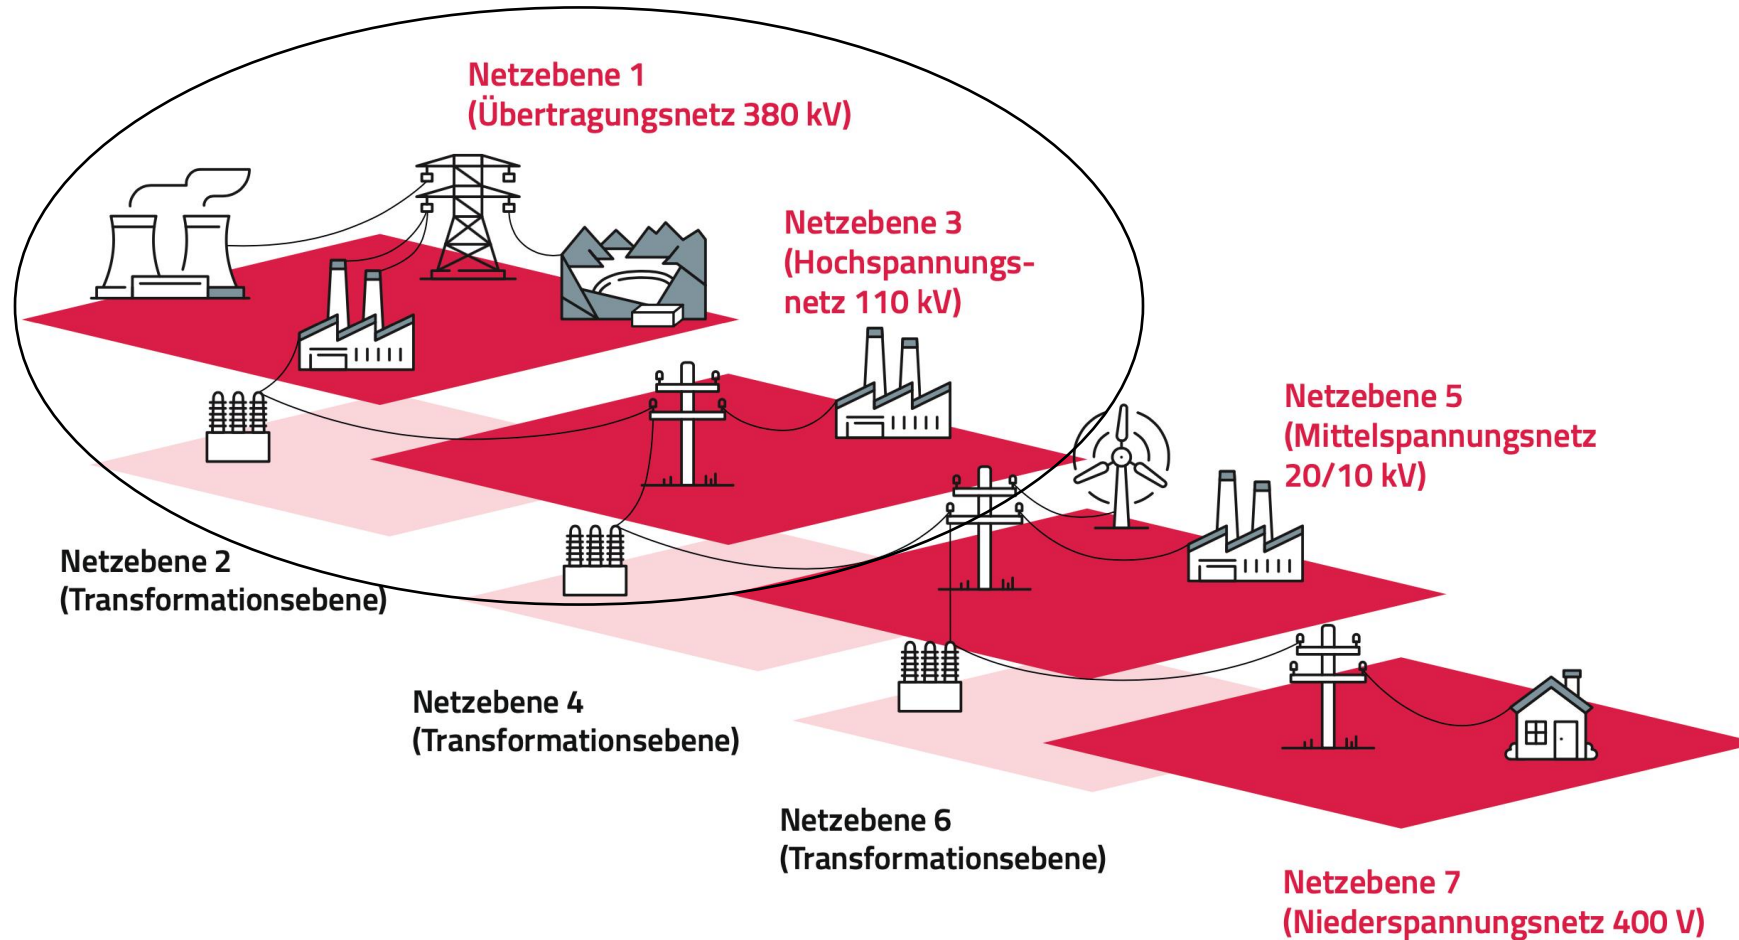 Netzebene 1
(Übertragungsnetz 380 kV)
Netzebene 3
(Hochspannungs-
netz 110 kV)
Netzebene 5
(Mittelspannungsnetz
20/10 kV)
Netzebene 2
(Transformationsebene)
Netzebene 4
(Transformationsebene)
Netzebene 6
(Transformationsebene)
Netzebene 7
(Niederspannungsnetz 400 V)